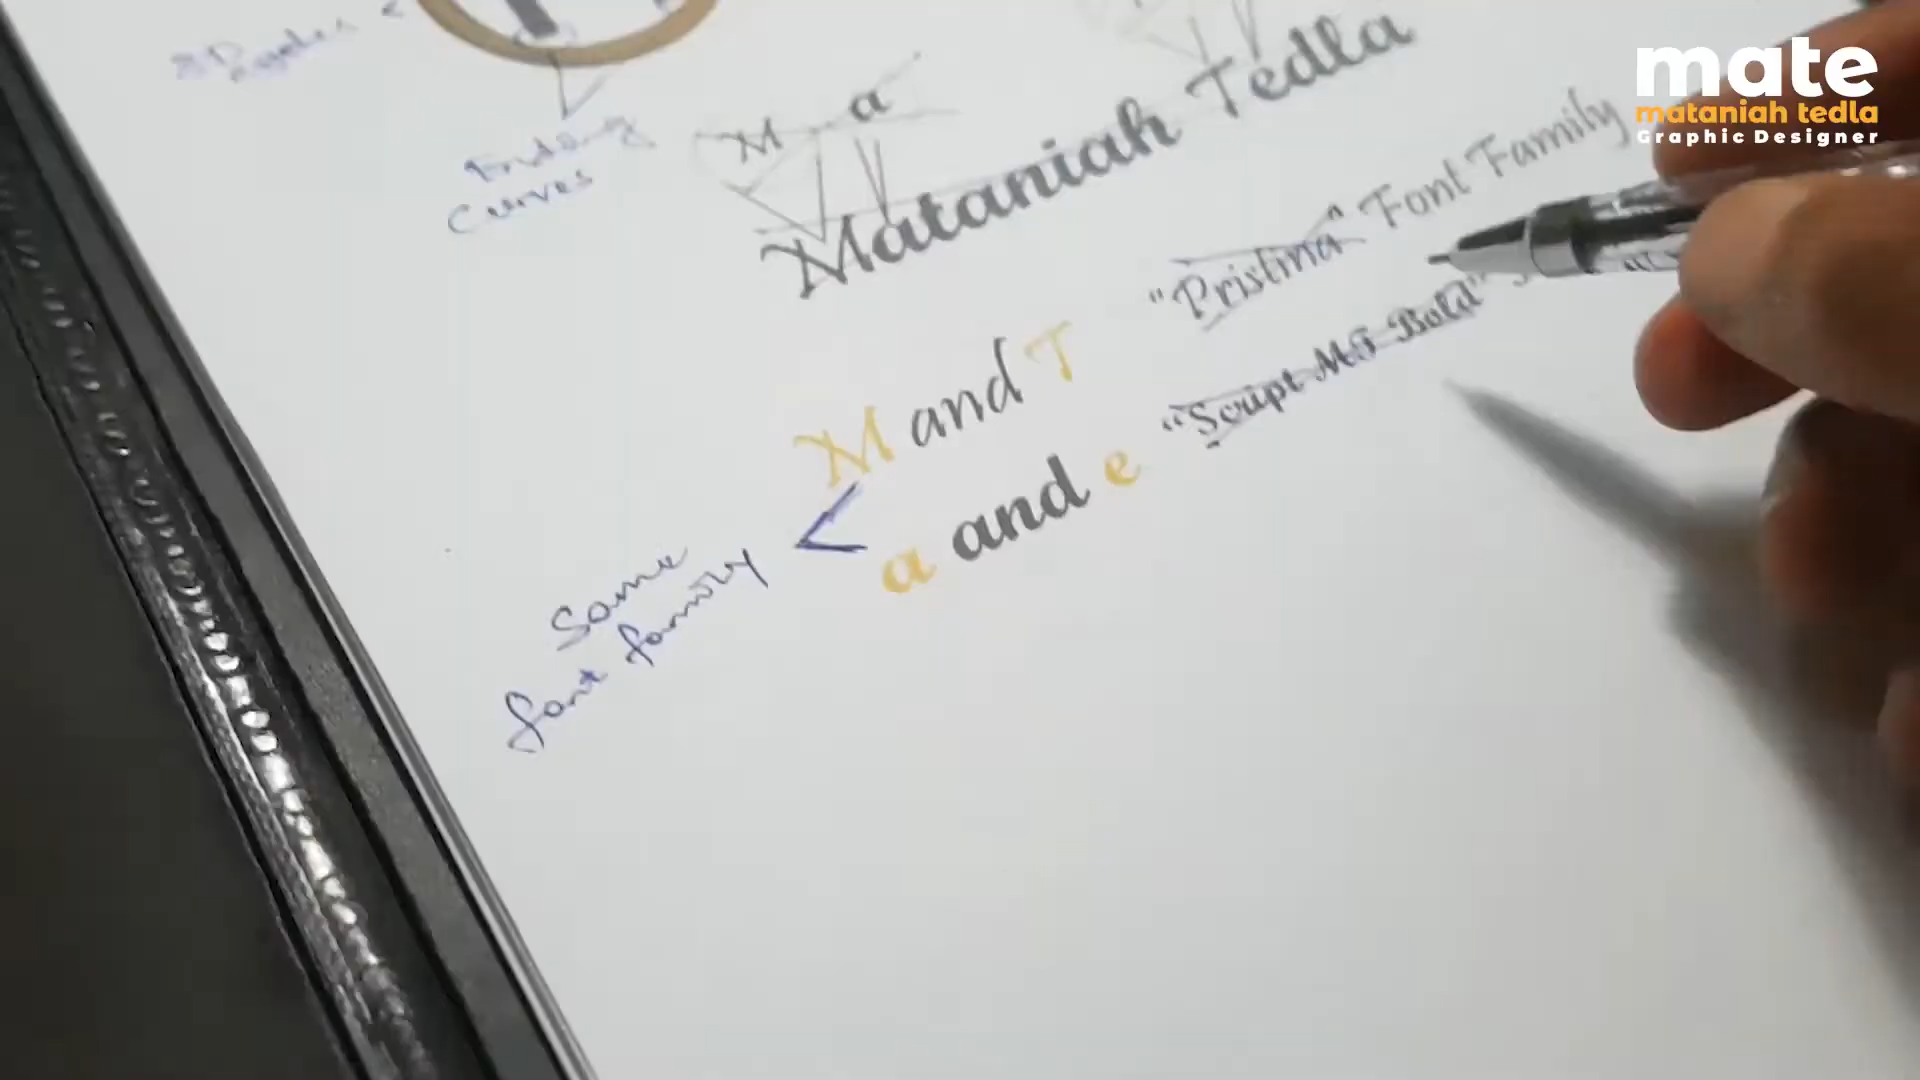 mate
mataniah tedla
Graphic Designer
Ending
Curves
M a
Mataniah Tedla
"Pristina" Font Family
"Script MT Bold"
M and T
a and e
Same
font family